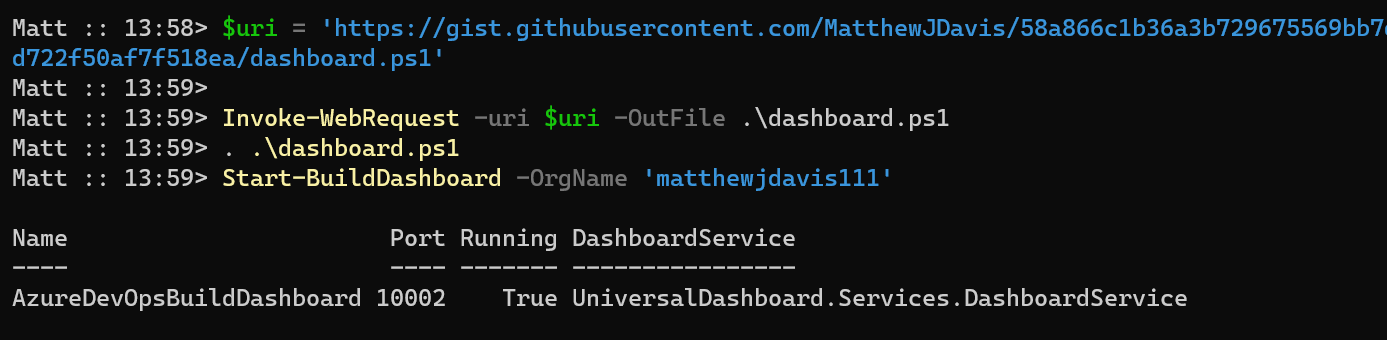 Matt :: 13:58> $uri = 'https://gist.githubusercontent.com/MatthewJDavis/58a866c1b36a3b729675569bb7
d722f50af7f518ea/dashboard.ps1'
Matt :: 13:59>
Matt :: 13:59> Invoke-WebRequest -uri $uri -OutFile .\dashboard.ps1
Matt :: 13:59> . .\dashboard.ps1
Matt :: 13:59> Start-BuildDashboard -OrgName 'matthewjdavis111'
Name Port Running DashboardService
---- ---- ------- ----------------
AzureDevOpsBuildDashboard 10002 True UniversalDashboard.Services.DashboardService